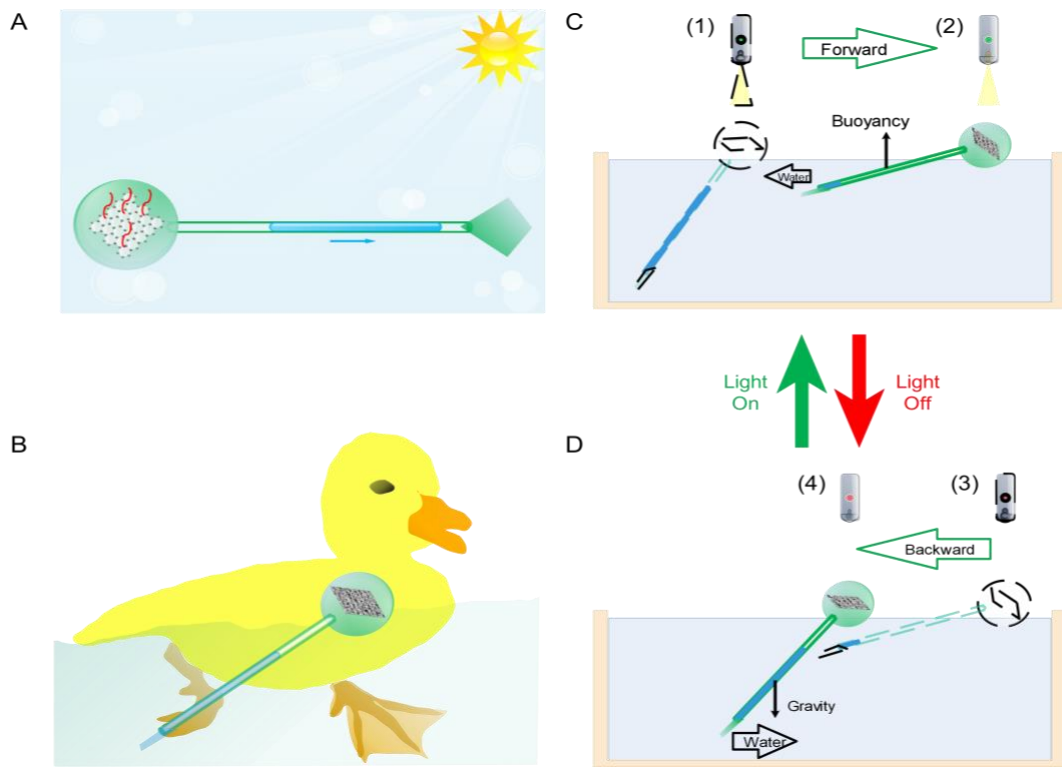 A
C
(1)
(2)
Forward
Buoyancy
Water
Light
On
Light
Off
B
D
(4)
(3)
Backward
Gravity
Water